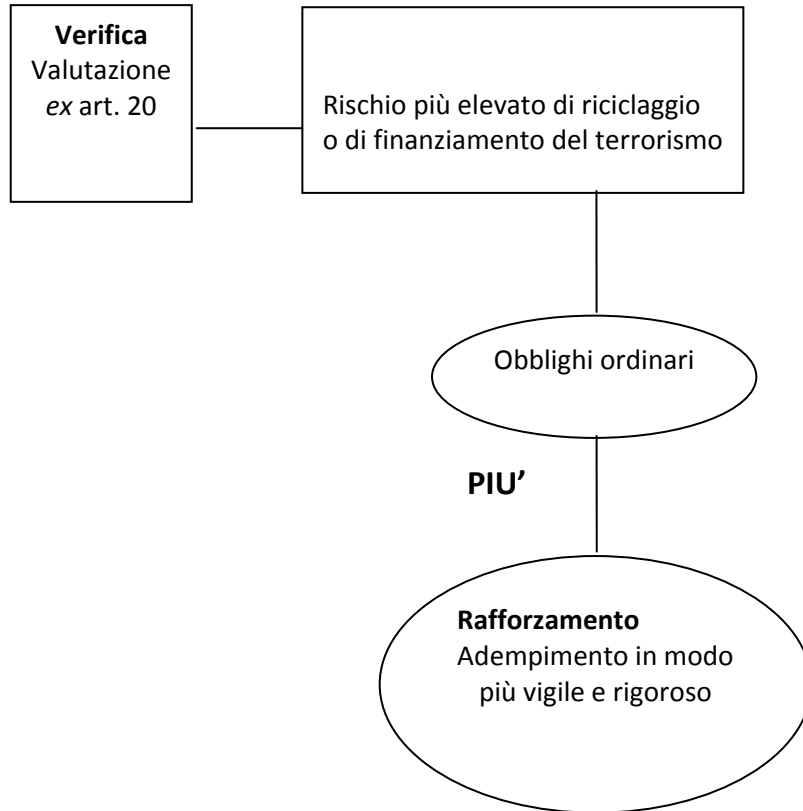 Verifica
Valutazione
ex art. 20
Rischio più elevato di riciclaggio
o di finanziamento del terrorismo
Obblighi ordinari
PIU’
Rafforzamento
Adempimento in modo
più vigile e rigoroso